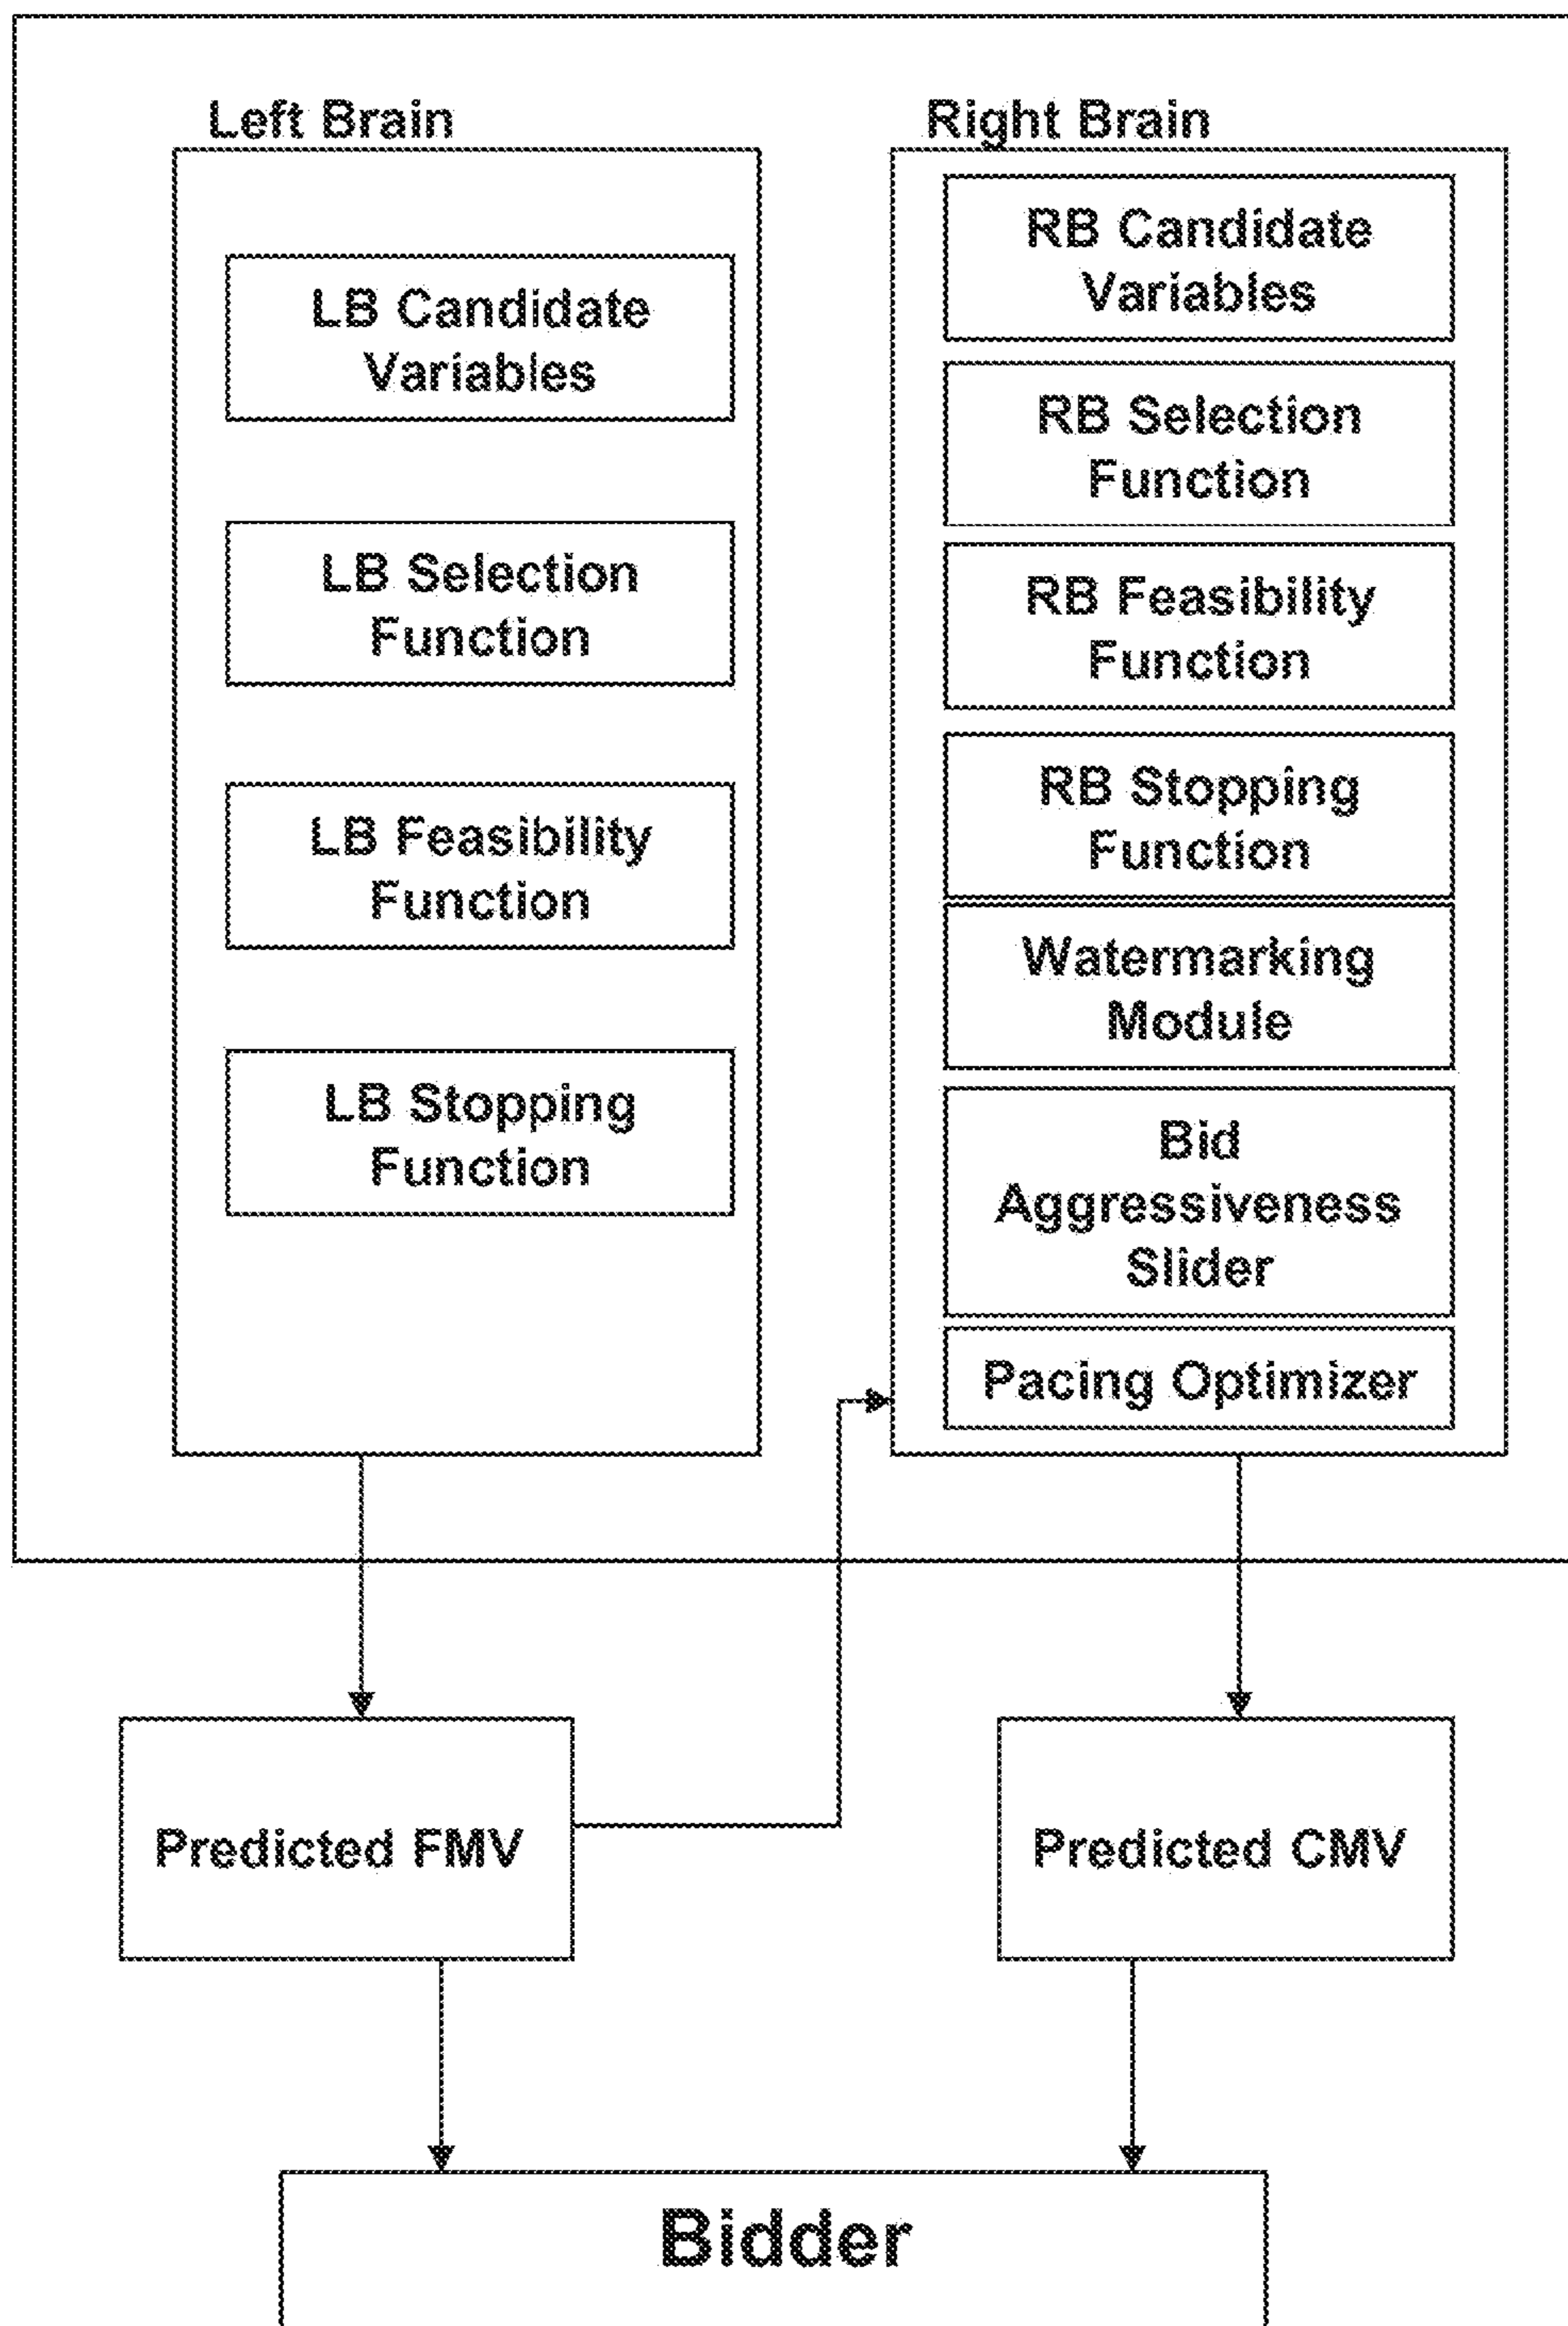 Left Brain
LB Candidate
Variables
LB Selection
Function
LB Feasibility
Function
LB Stopping
Function
Right Brain
RB Candidate
Variables
RB Selection
Function
RB Feasibility
Function
RB Stopping
Function
Watermarking
Module
Bid
Aggressiveness
Slider
Pacing Optimizer
Predicted FMV
Predicted CMV
Bidder